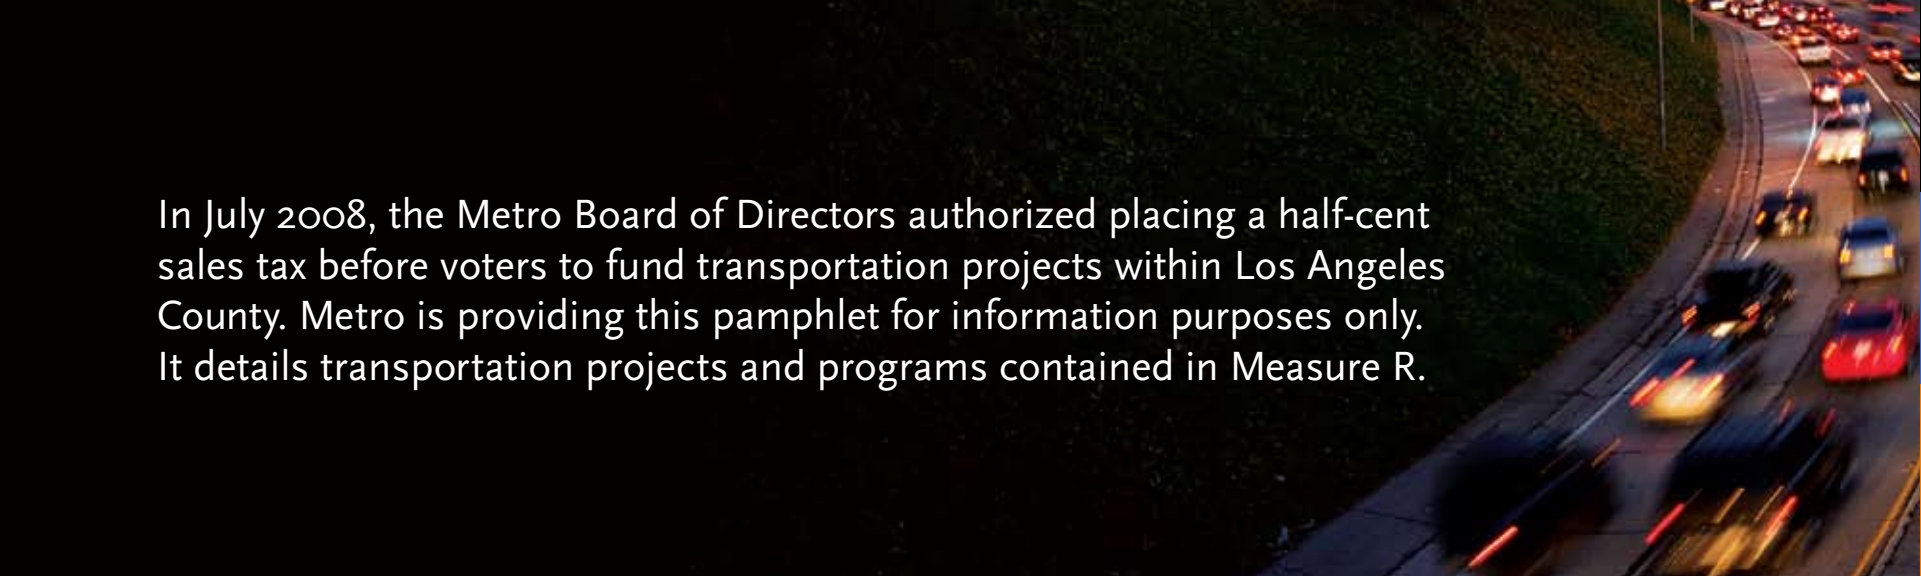 In July 2008, the Metro Board of Directors authorized placing a half-cent
sales tax before voters to fund transportation projects within Los Angeles
County. Metro is providing this pamphlet for information purposes only.
It details transportation projects and programs contained in Measure R.